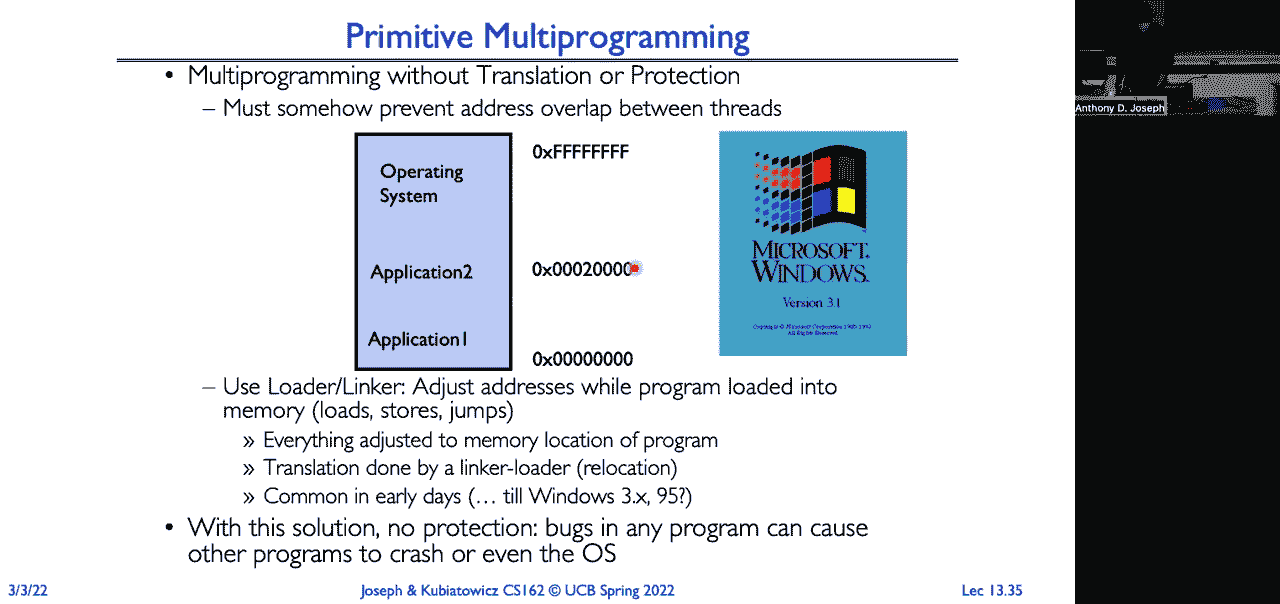 Primitive Multiprogramming
• Multiprogramming without Translation or Protection
– Must somehow prevent address overlap between threads
Operating
System
Application2
Application1
0xFFFFFFFF
0x00020000
0x00000000
MICROSOFT.
WINDOWS.
Version 3.1
All Rights Reserved.
– Use Loader/Linker: Adjust addresses while program loaded into
memory (loads, stores, jumps)
» Everything adjusted to memory location of program
» Translation done by a linker-loader (relocation)
» Common in early days (… till Windows 3.x, 95?)
• With this solution, no protection: bugs in any program can cause
other programs to crash or even the OS
3/3/22
Joseph & Kubiatowicz CS162 © UCB Spring 2022
Lec 13.35
Anthony D. Joseph